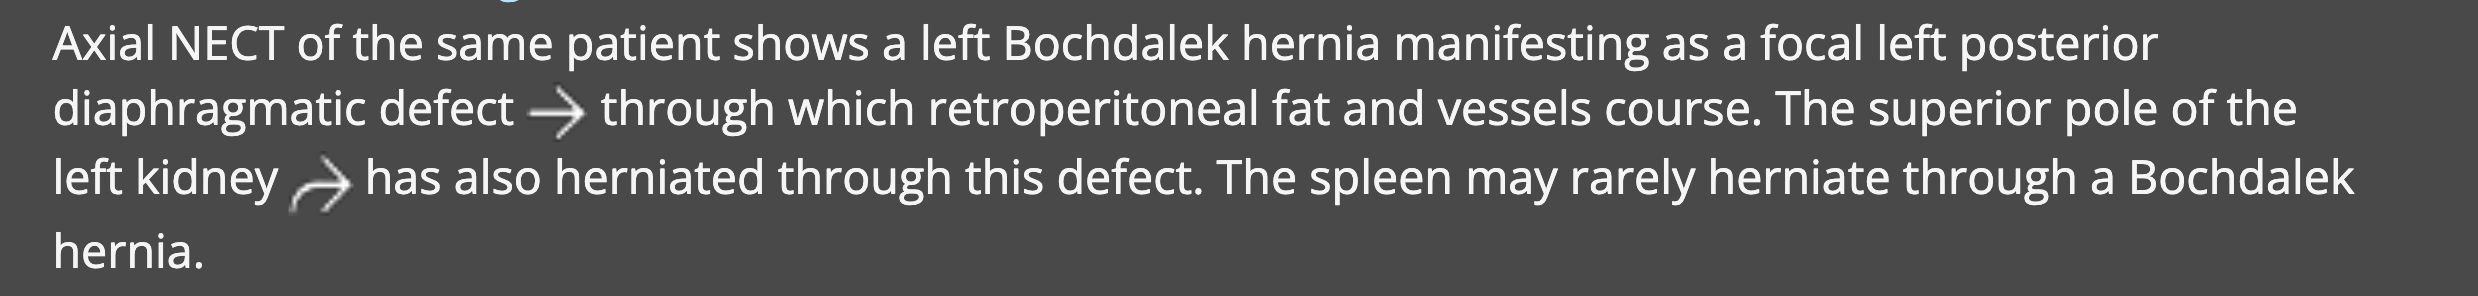 Axial NECT of the same patient shows a left Bochdalek hernia manifesting as a focal left posterior
diaphragmatic defect → through which retroperitoneal fat and vessels course. The superior pole of the
left kidney ↷ has also herniated through this defect. The spleen may rarely herniate through a Bochdalek
hernia.